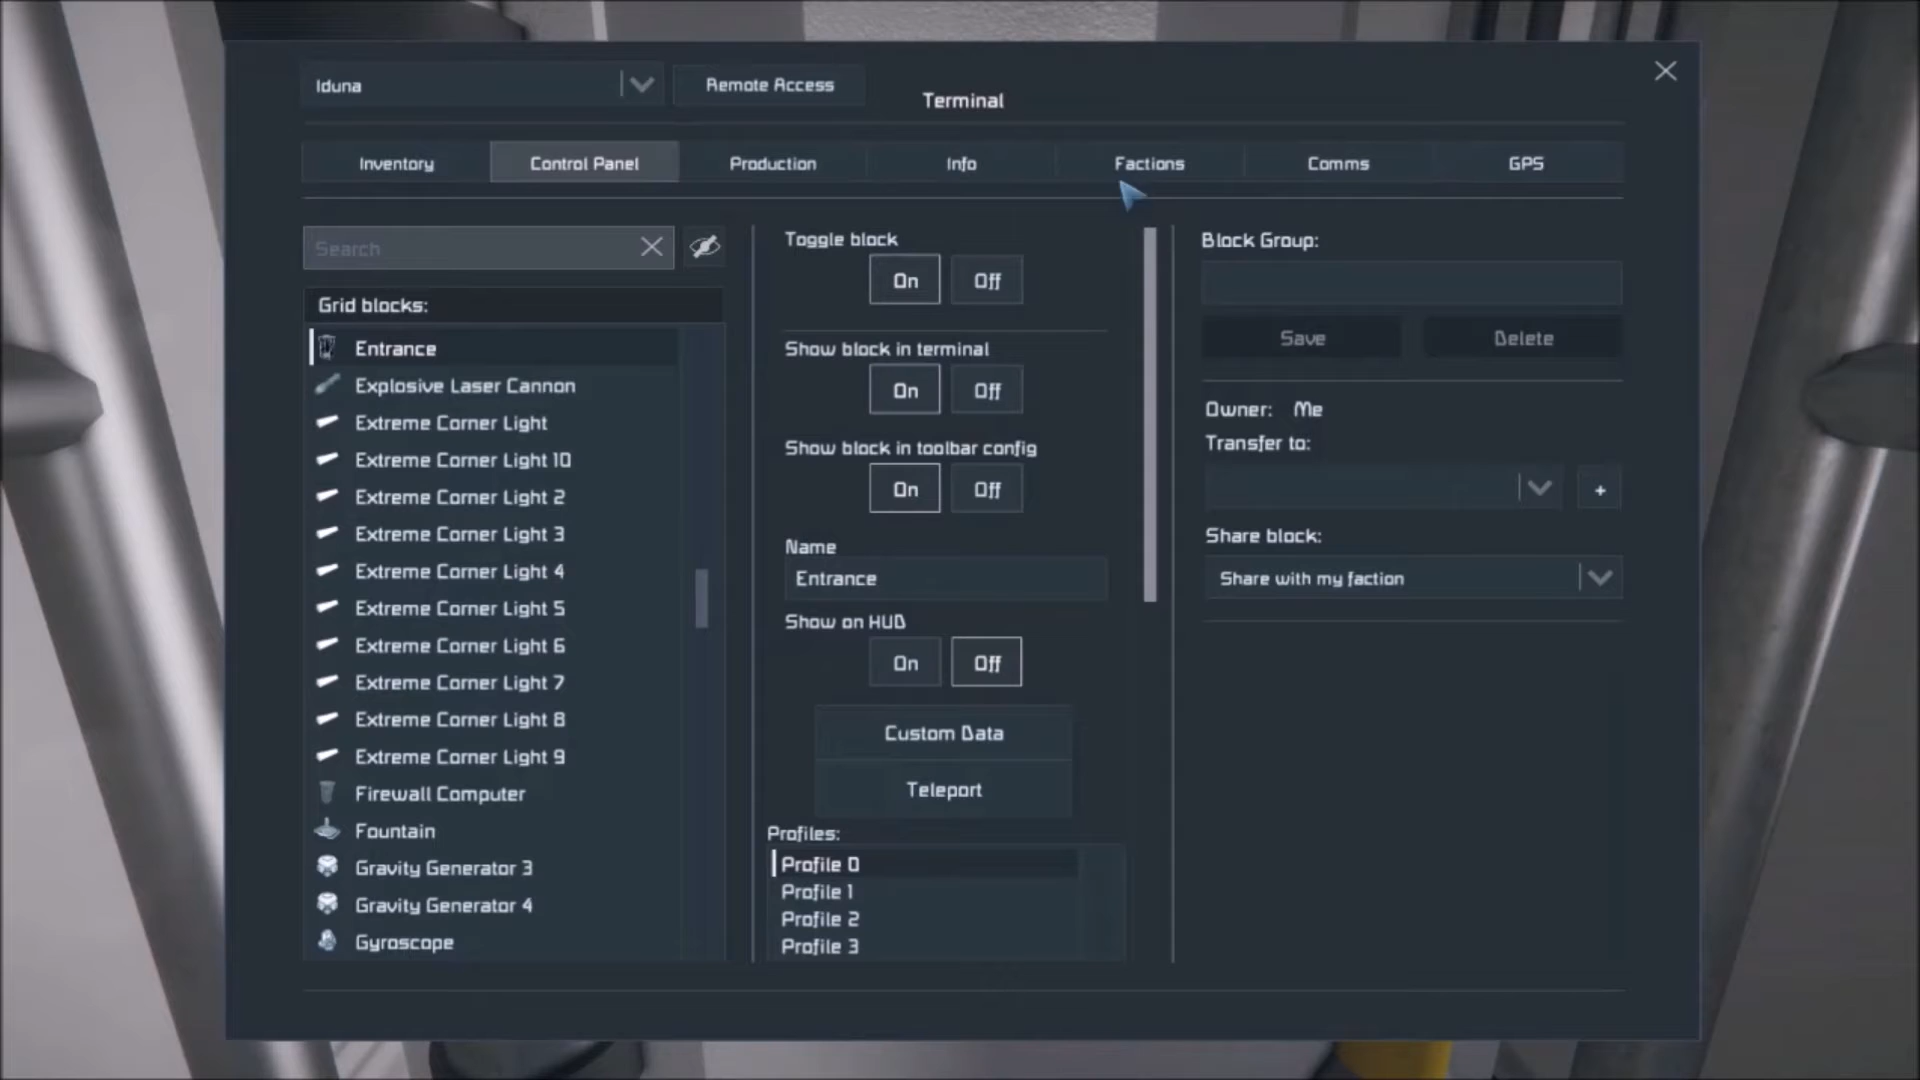 Iduna
Remote Access
Terminal
Inventory
Control Panel
Production
Info
Factions
Comms
GPS
Search
Grid blocks:
Entrance
Explosive Laser Cannon
Extreme Corner Light
Extreme Corner Light 10
Extreme Corner Light 2
Extreme Corner Light 3
Extreme Corner Light 4
Extreme Corner Light 5
Extreme Corner Light 6
Extreme Corner Light 7
Extreme Corner Light 8
Extreme Corner Light 9
Firewall Computer
Fountain
Gravity Generator 3
Gravity Generator 4
Gyroscope
Toggle block
On Off
Show block in terminal
On Off
Show block in toolbar config
On Off
Name
Entrance
Show on HUD
On Off
Custom Data
Teleport
Profiles:
Profile 0
Profile 1
Profile 2
Profile 3
Block Group:
Save Delete
Owner: Me
Transfer to:
+
Share block:
Share with my faction